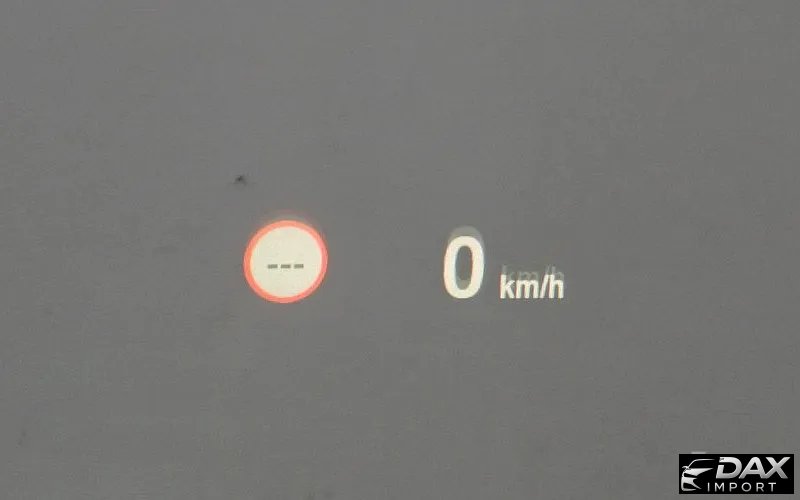 ---
0 km/h
DAX
IMPORT